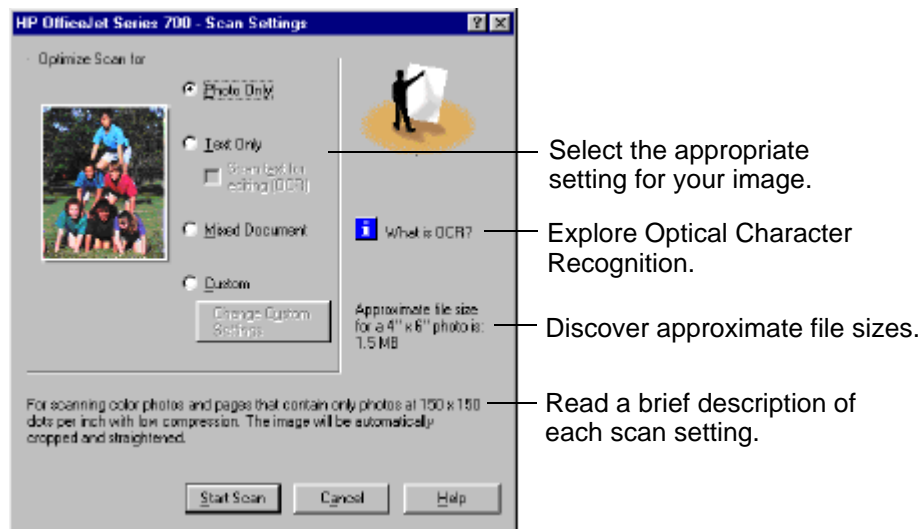 HP OfficeJet Series 700 - Scan Settings
Optimize Scan for
Photo Only
Text Only
Scan text for
editing (OCR)
Mixed Document
Custom
Change Custom
Settings
What is OCR?
Approximate file size
for a 4" x 6" photo is:
1.5 MB
For scanning color photos and pages that contain only photos at 150 x 150
dots per inch with low compression. The image will be automatically
cropped and straightened.
Start Scan
Cancel
Help
Select the appropriate
setting for your image.
Explore Optical Character
Recognition.
Discover approximate file sizes.
Read a brief description of
each scan setting.